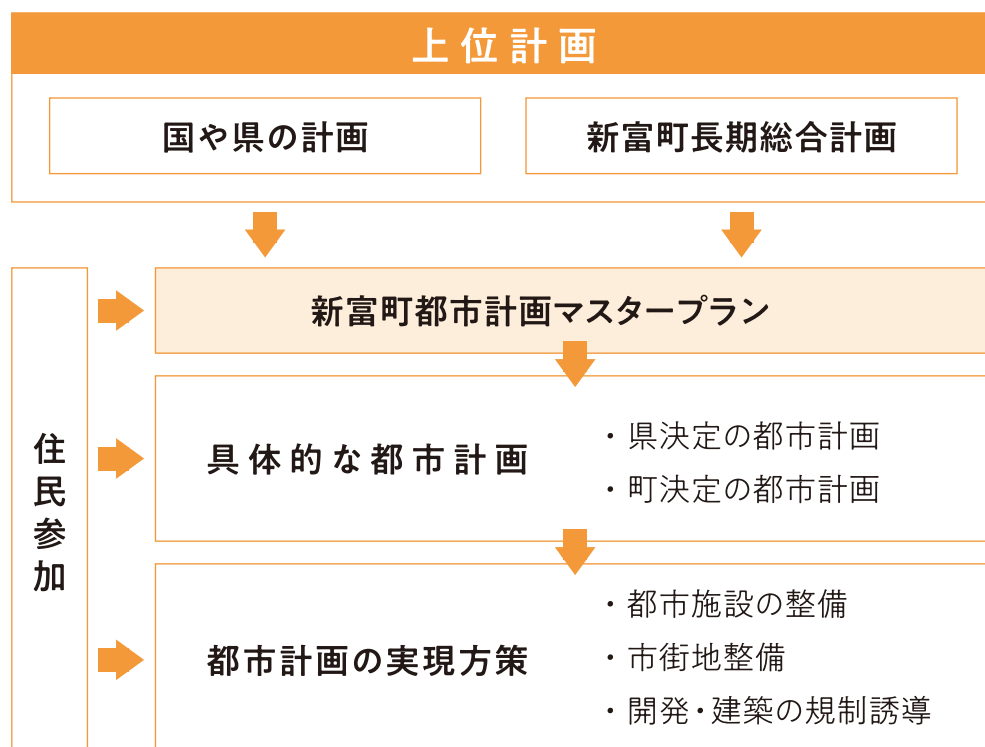 上位計画
国や県の計画
新富町長期総合計画
住民参加
新富町都市計画マスタープラン
具体的な都市計画
・県決定の都市計画
・町決定の都市計画
都市計画の実現方策
・都市施設の整備
・市街地整備
・開発・建築の規制誘導